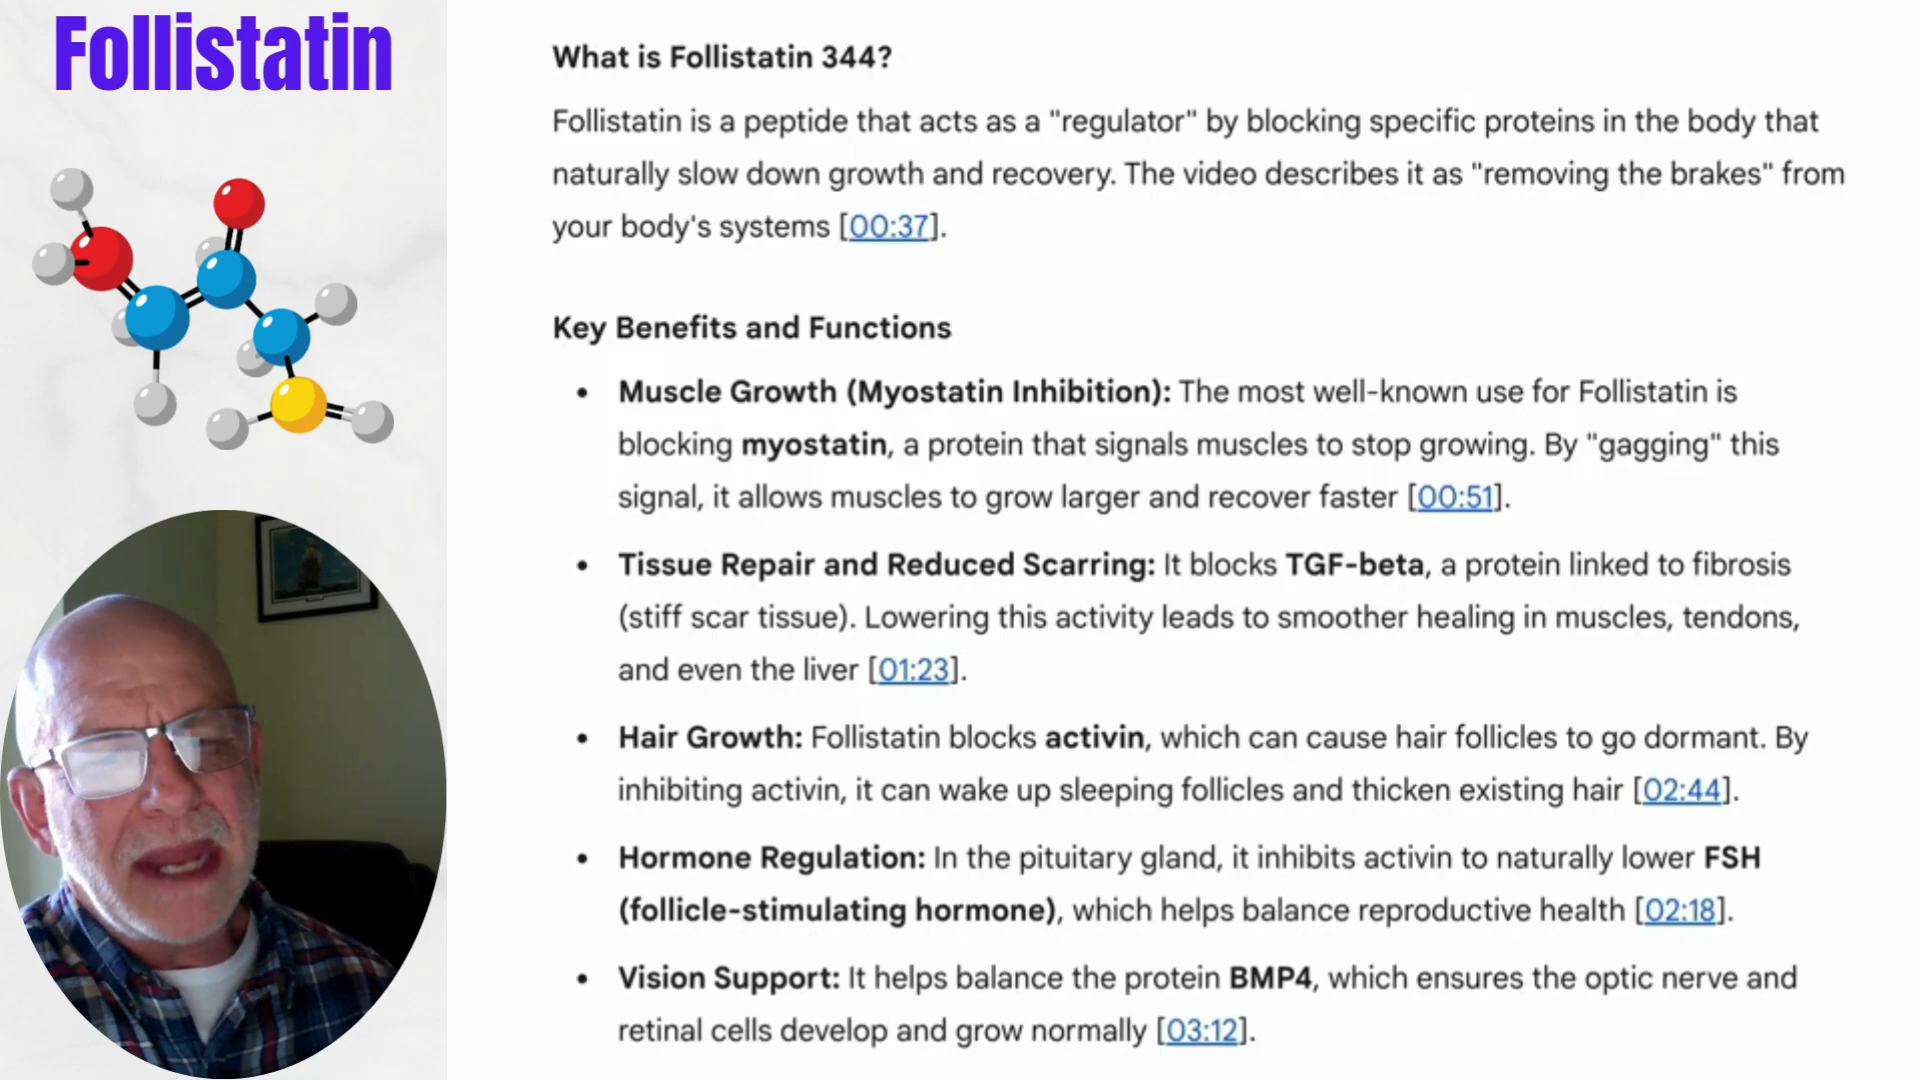 Follistatin
What is Follistatin 344?
Follistatin is a peptide that acts as a "regulator" by blocking specific proteins in the body that
naturally slow down growth and recovery. The video describes it as "removing the brakes" from
your body's systems [00:37].
Key Benefits and Functions
• Muscle Growth (Myostatin Inhibition): The most well-known use for Follistatin is
blocking myostatin, a protein that signals muscles to stop growing. By "gagging" this
signal, it allows muscles to grow larger and recover faster [00:51].
• Tissue Repair and Reduced Scarring: It blocks TGF-beta, a protein linked to fibrosis
(stiff scar tissue). Lowering this activity leads to smoother healing in muscles, tendons,
and even the liver [01:23].
• Hair Growth: Follistatin blocks activin, which can cause hair follicles to go dormant. By
inhibiting activin, it can wake up sleeping follicles and thicken existing hair [02:44].
• Hormone Regulation: In the pituitary gland, it inhibits activin to naturally lower FSH
(follicle-stimulating hormone), which helps balance reproductive health [02:18].
• Vision Support: It helps balance the protein BMP4, which ensures the optic nerve and
retinal cells develop and grow normally [03:12].